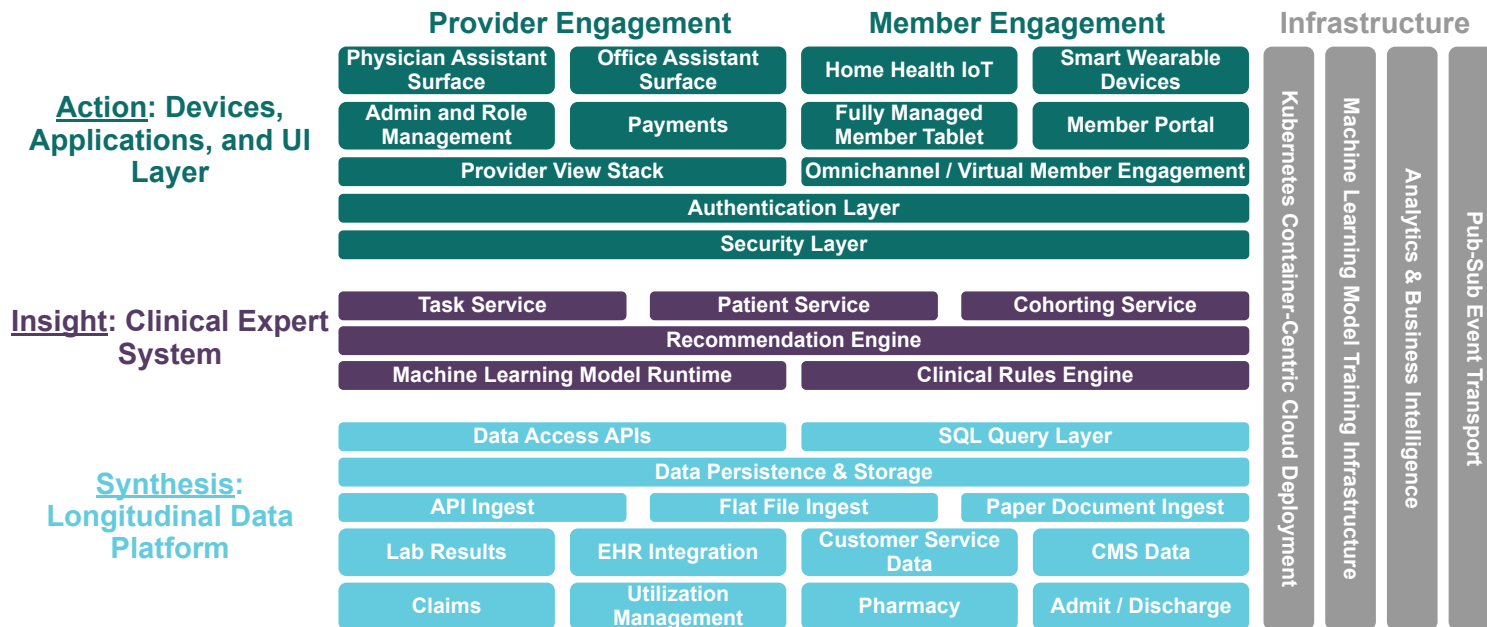 Provider Engagement
Member Engagement
Infrastructure
Action: Devices,
Applications, and UI
Layer
Physician Assistant
Surface
Office Assistant
Surface
Home Health IoT
Smart Wearable
Devices
Admin and Role
Management
Payments
Fully Managed
Member Tablet
Member Portal
Provider View Stack
Omnichannel / Virtual Member Engagement
Authentication Layer
Security Layer
Insight: Clinical Expert
System
Task Service
Patient Service
Cohorting Service
Recommendation Engine
Machine Learning Model Runtime
Clinical Rules Engine
Synthesis:
Longitudinal Data
Platform
Data Access APIs
SQL Query Layer
Data Persistence & Storage
API Ingest
Flat File Ingest
Paper Document Ingest
Lab Results
EHR Integration
Customer Service
Data
CMS Data
Claims
Utilization
Management
Pharmacy
Admit / Discharge
Kubernetes Container-Centric Cloud Deployment
Machine Learning Model Training Infrastructure
Analytics & Business Intelligence
Pub-Sub Event Transport